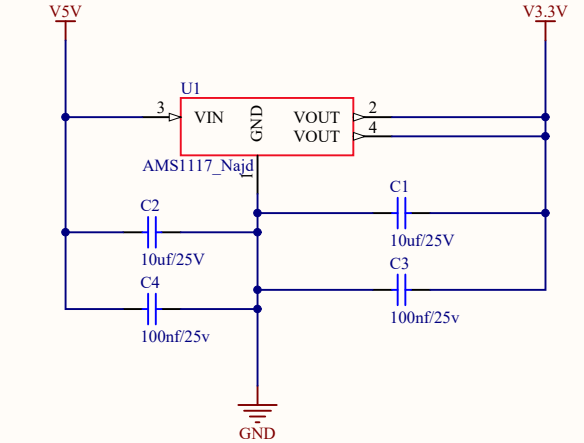 V5V
V3.3V
U1
3
VIN
GND
VOUT
2
VOUT
4
AMS1117_Najd
1
C2
10uf/25V
C1
10uf/25V
C4
100nf/25v
C3
100nf/25v
GND